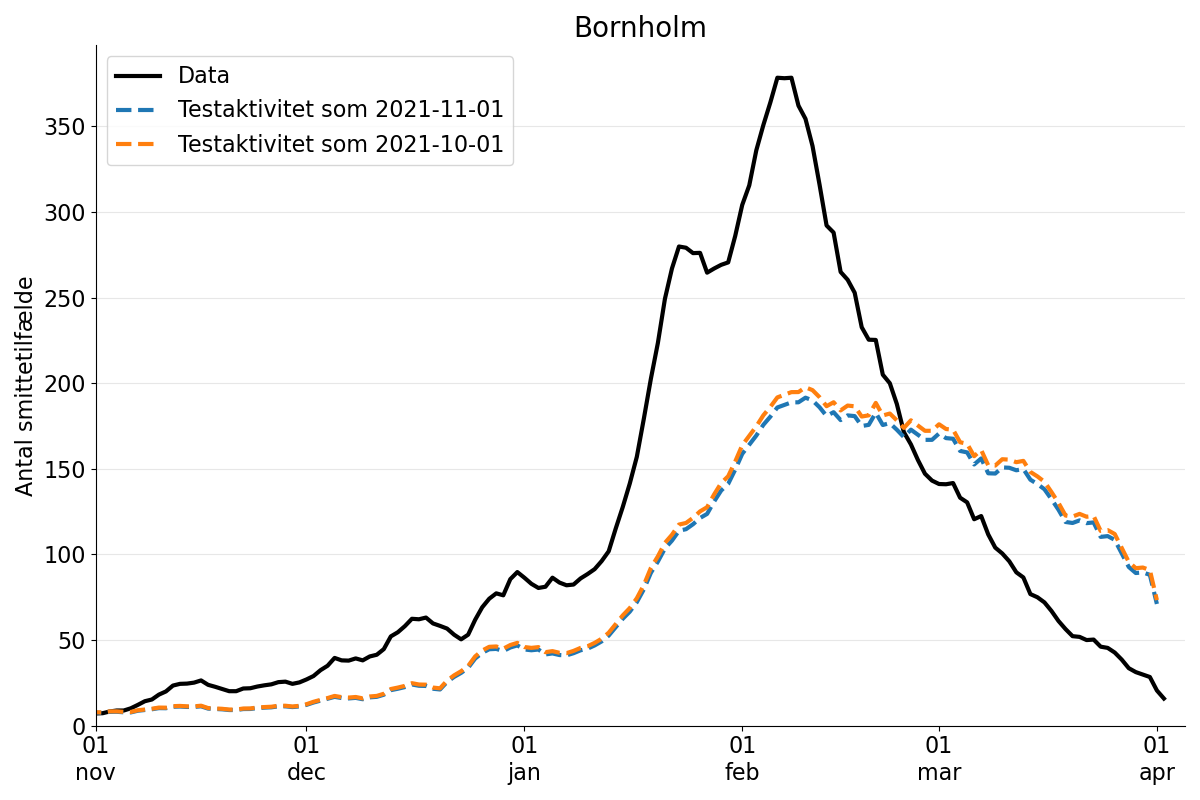 Bornholm
Data
Testaktivitet som 2021-11-01
Testaktivitet som 2021-10-01
Antal smittetilfælde
350
300
250
200
150
100
50
0
01 01 01 01 01 01
nov dec jan feb mar apr